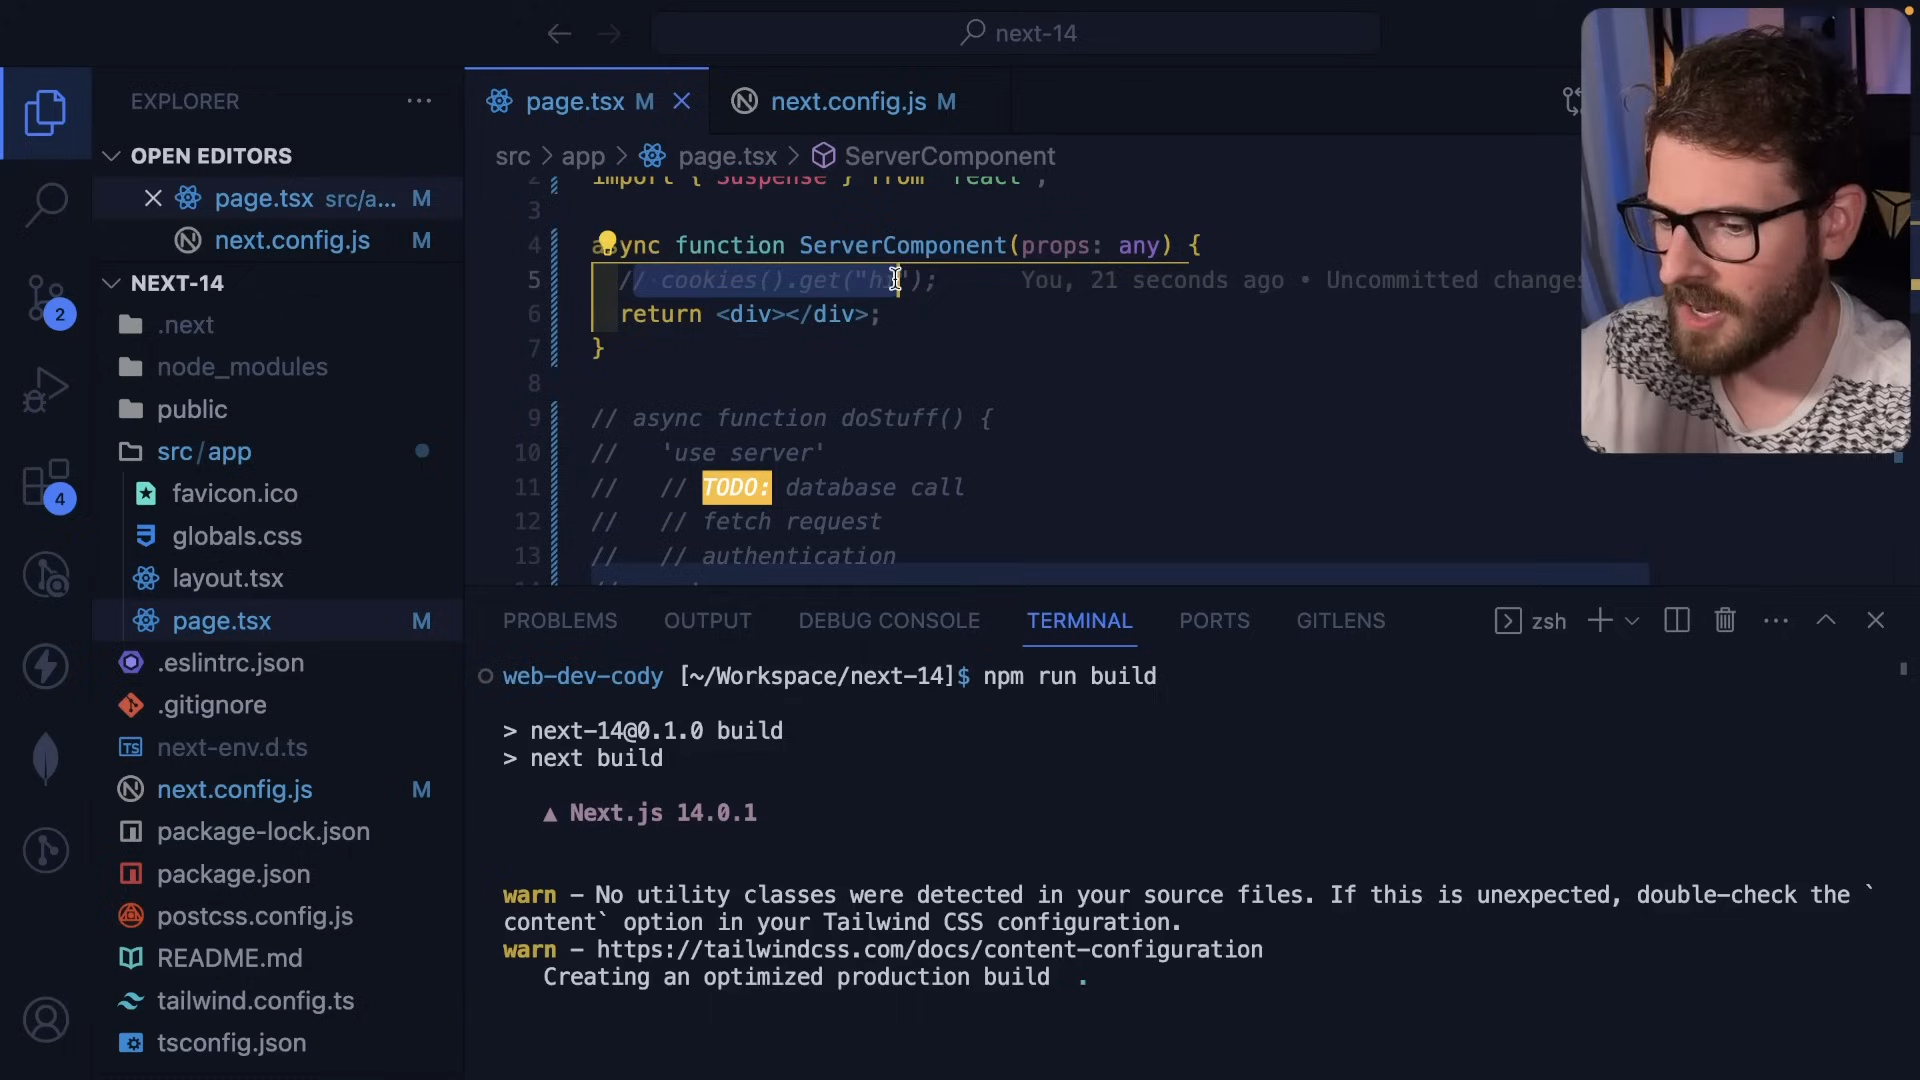 next-14
EXPLORER
page.tsx M
next.config.js M
OPEN EDITORS
src > app > page.tsx > ServerComponent
page.tsx src/a... M
next.config.js M
NEXT-14
.next
node_modules
public
src / app
favicon.ico
globals.css
layout.tsx
page.tsx M
.eslintrc.json
.gitignore
next-env.d.ts
next.config.js M
package-lock.json
package.json
postcss.config.js
README.md
tailwind.config.ts
tsconfig.json
2
4
2 import { Suspense } from "react";
3
4 async function ServerComponent(props: any) {
5 // cookies().get("hi"); You, 21 seconds ago • Uncommitted changes
6 return <div></div>;
7 }
8
9 // async function doStuff() {
10 // 'use server'
11 // // TODO: database call
12 // // fetch request
13 // // authentication
PROBLEMS OUTPUT DEBUG CONSOLE TERMINAL PORTS GITLENS
zsh
web-dev-cody [~/Workspace/next-14]$ npm run build
> next-14@0.1.0 build
> next build
▲ Next.js 14.0.1
warn - No utility classes were detected in your source files. If this is unexpected, double-check the `
content` option in your Tailwind CSS configuration.
warn - https://tailwindcss.com/docs/content-configuration
Creating an optimized production build .